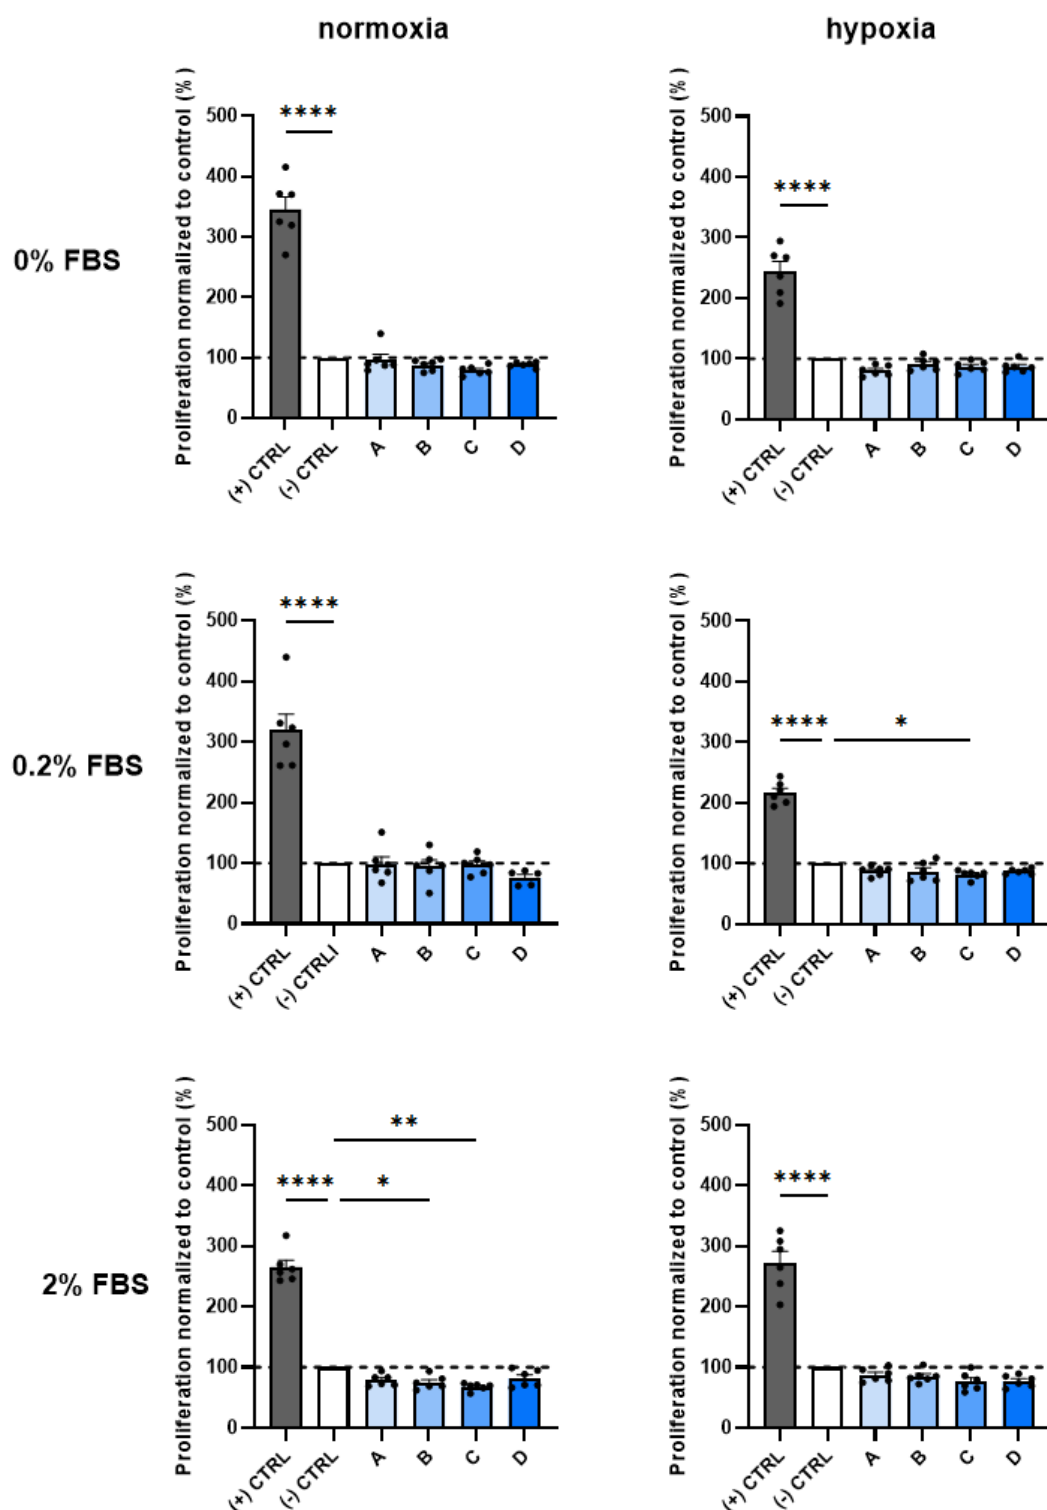 normoxia
hypoxia
0% FBS
Proliferation normalized to control (%)
500
400
300
200
100
0
****
(+) CTRL
(-) CTRL
A
B
C
D
Proliferation normalized to control (%)
500
400
300
200
100
0
****
(+) CTRL
(-) CTRL
A
B
C
D
0.2% FBS
Proliferation normalized to control (%)
500
400
300
200
100
0
****
(+) CTRL
(-) CTRLI
A
B
C
D
Proliferation normalized to control (%)
500
400
300
200
100
0
****
*
(+) CTRL
(-) CTRL
A
B
C
D
2% FBS
Proliferation normalized to control (%)
500
400
300
200
100
0
**
****
*
(+) CTRL
(-) CTRL
A
B
C
D
Proliferation normalized to control (%)
500
400
300
200
100
0
****
(+) CTRL
(-) CTRL
A
B
C
D